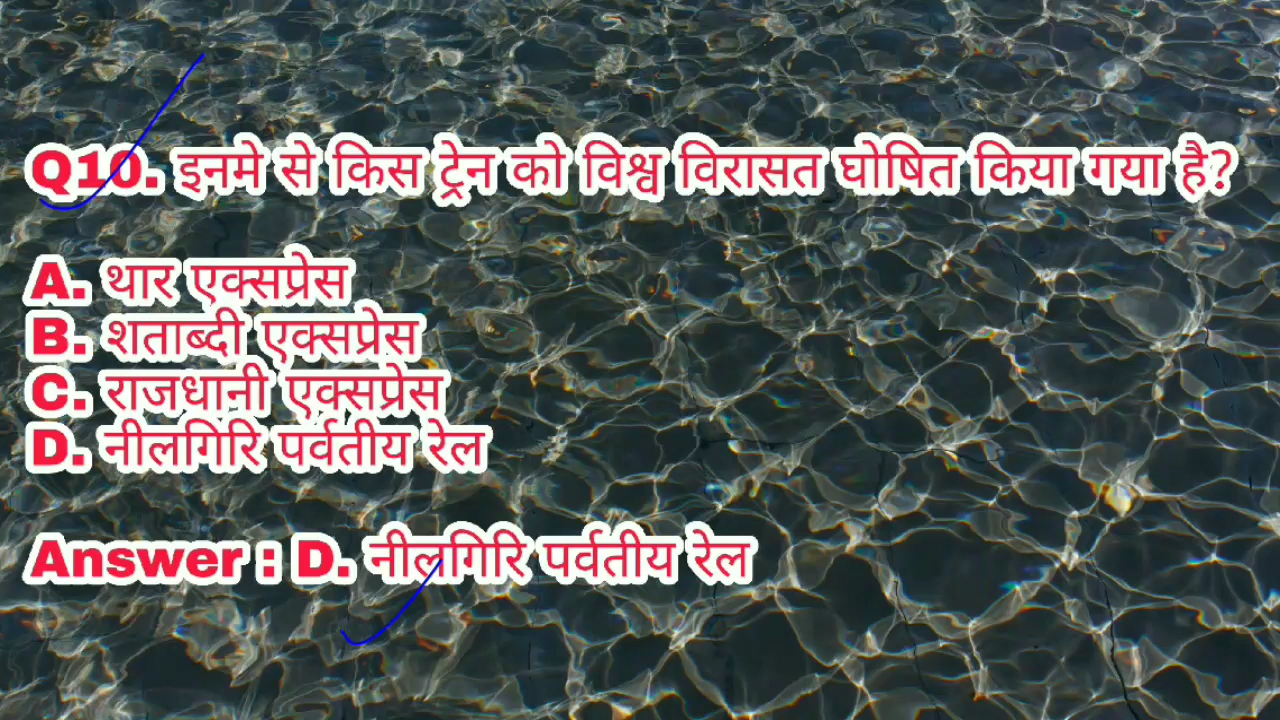 Q10. इनमे से किस ट्रेन को विश्व विरासत घोषित किया गया है?
A. थार एक्सप्रेस
B. शताब्दी एक्सप्रेस
C. राजधानी एक्सप्रेस
D. नीलगिरि पर्वतीय रेल
Answer : D. नीलगिरि पर्वतीय रेल